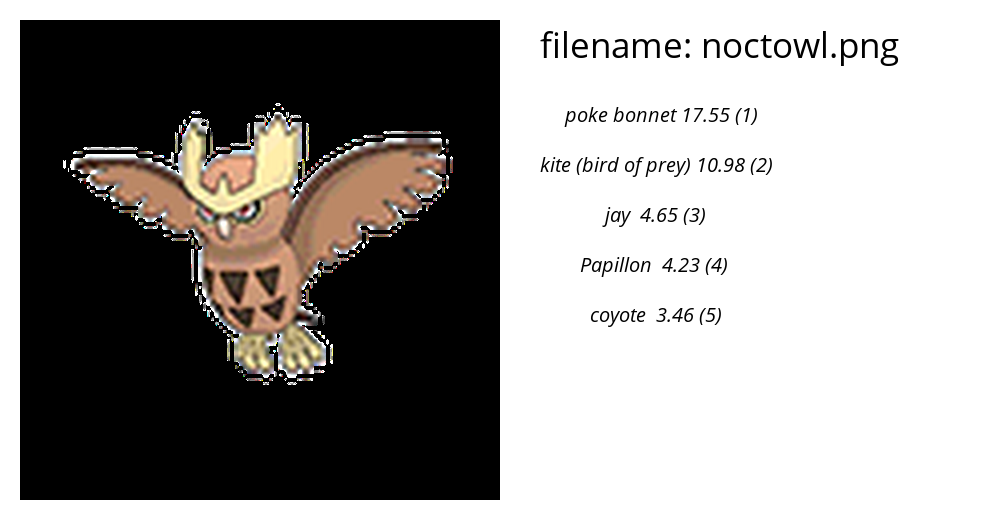 filename: noctowl.png
poke bonnet 17.55 (1)
kite (bird of prey) 10.98 (2)
jay 4.65 (3)
Papillon 4.23 (4)
coyote 3.46 (5)